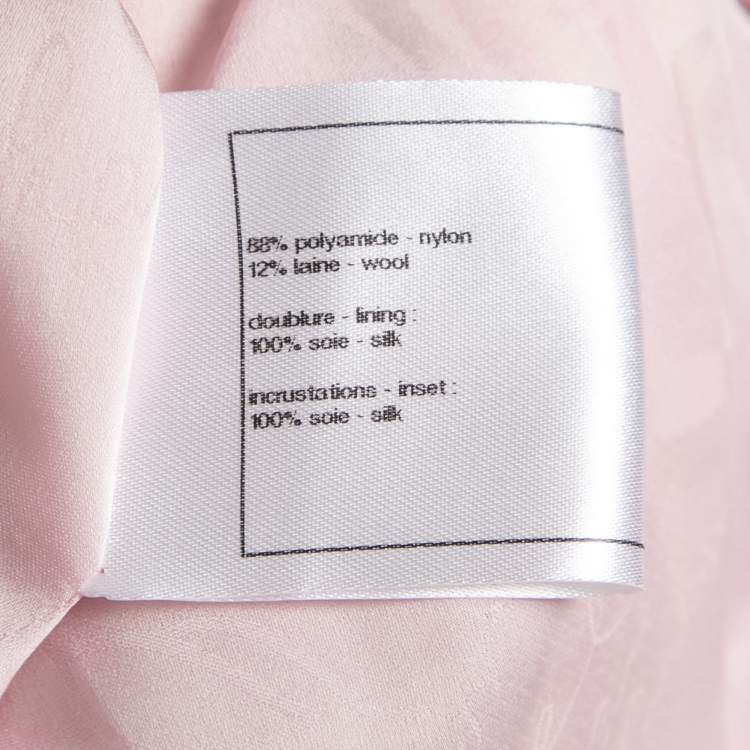 88% polyamide - nylon
12% laine - wool
doublure - lining :
100% soie - silk
incrustations - inset :
100% soie - silk